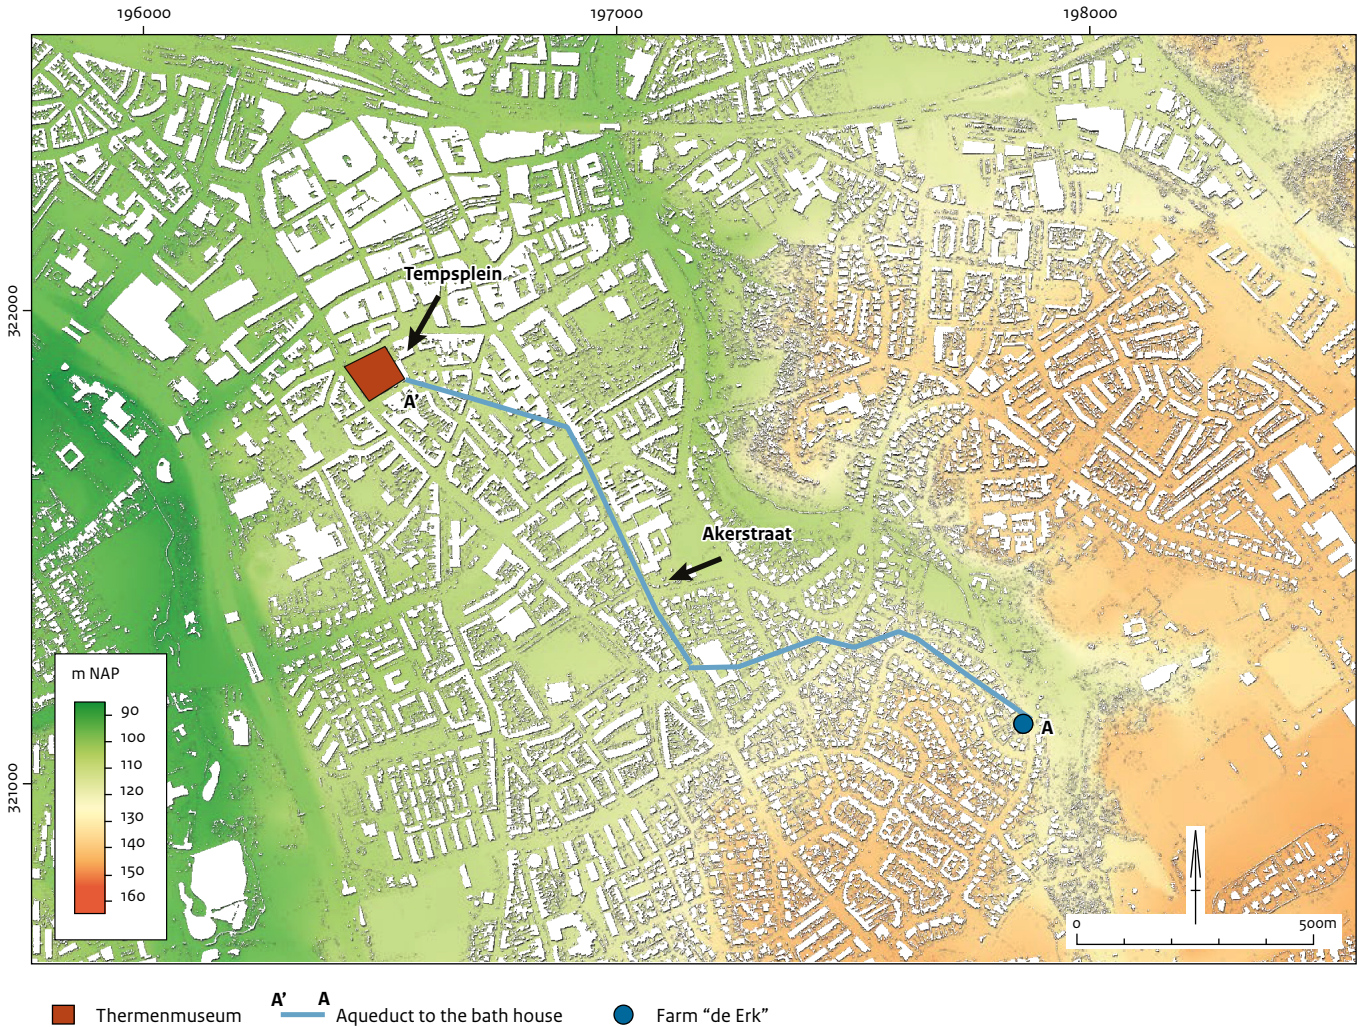 196000
197000
198000
322000
321000
Tempsplein
A'
Akerstraat
A
m NAP
90
100
110
120
130
140
150
160
0
500m
Thermenmuseum
A' A
Aqueduct to the bath house
Farm “de Erk”